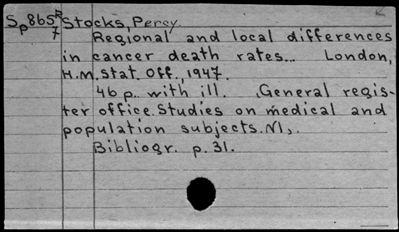 Sp865R Stocks, Percy
7 Regional and local differences
in cancer death rates... London,
H.M. Stat. Off., 1947.
46 p. with ill. General regis-
ter office. Studies on medical and
population subjects.
Bibliogr. p. 31.